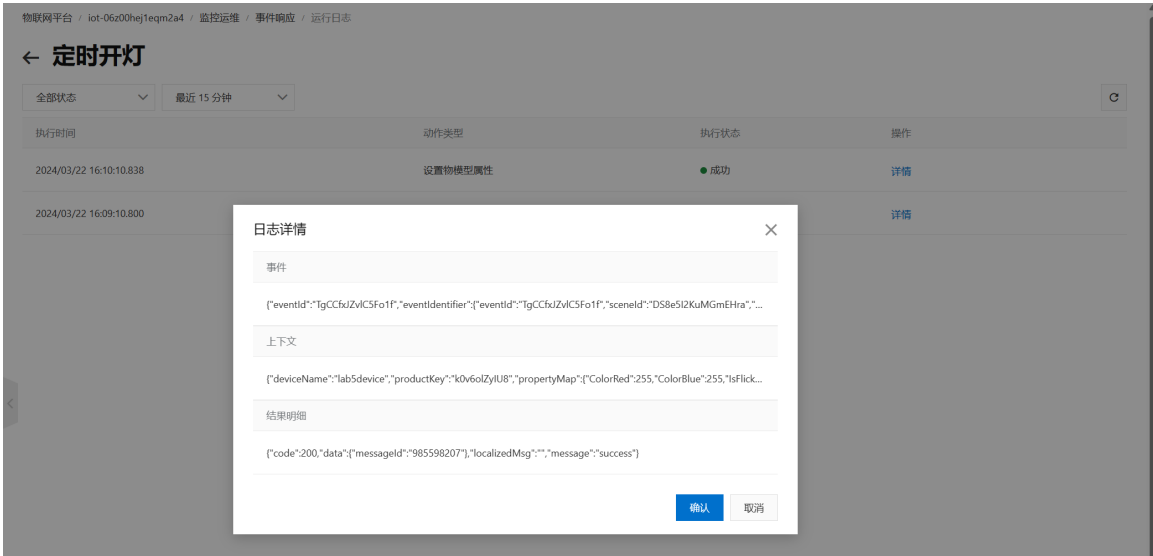 物联网平台 / iot-06z00hej1eqm2a4 / 监控运维 / 事件响应 / 运行日志
← 定时开灯
全部状态 最近 15 分钟
执行时间 动作类型 执行状态 操作
2024/03/22 16:10:10.838 设置物模型属性 成功 详情
2024/03/22 16:09:10.800 详情
日志详情
事件
{"eventId":"TgCCfxJZvlC5Fo1f","eventIdentifier":{"eventId":"TgCCfxJZvlC5Fo1f","sceneId":"DS8e5I2KuMGmEHra","...
上下文
{"deviceName":"lab5device","productKey":"k0v6olZyIU8","propertyMap":{"ColorRed":255,"ColorBlue":255,"IsFlick...
结果明细
{"code":200,"data":{"messageId":"985598207"},"localizedMsg":"","message":"success"}
确认 取消